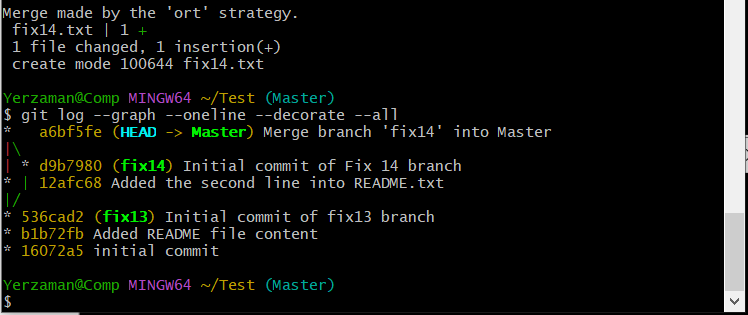 Merge made by the 'ort' strategy.
 fix14.txt | 1 +
 1 file changed, 1 insertion(+)
 create mode 100644 fix14.txt

Yerzaman@Comp MINGW64 ~/Test (Master)
$ git log --graph --oneline --decorate --all
*   a6bf5fe (HEAD -> Master) Merge branch 'fix14' into Master
|\
| * d9b7980 (fix14) Initial commit of Fix 14 branch
* | 12afc68 Added the second line into README.txt
|/
* 536cad2 (fix13) Initial commit of fix13 branch
* b1b72fb Added README file content
* 16072a5 initial commit

Yerzaman@Comp MINGW64 ~/Test (Master)
$